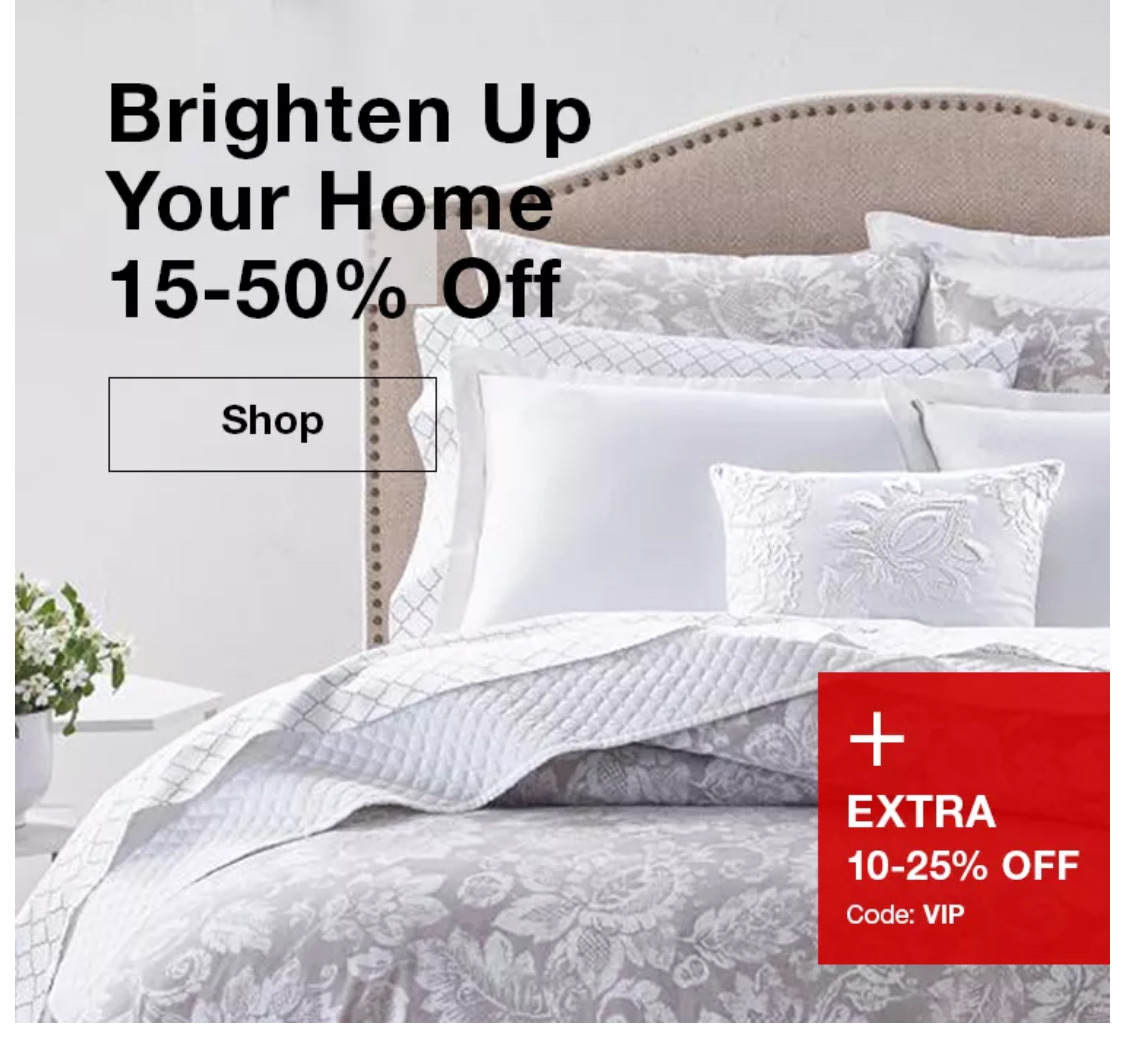 Brighten Up
Your Home
15-50% Off
Shop
+
EXTRA
10-25% OFF
Code: VIP